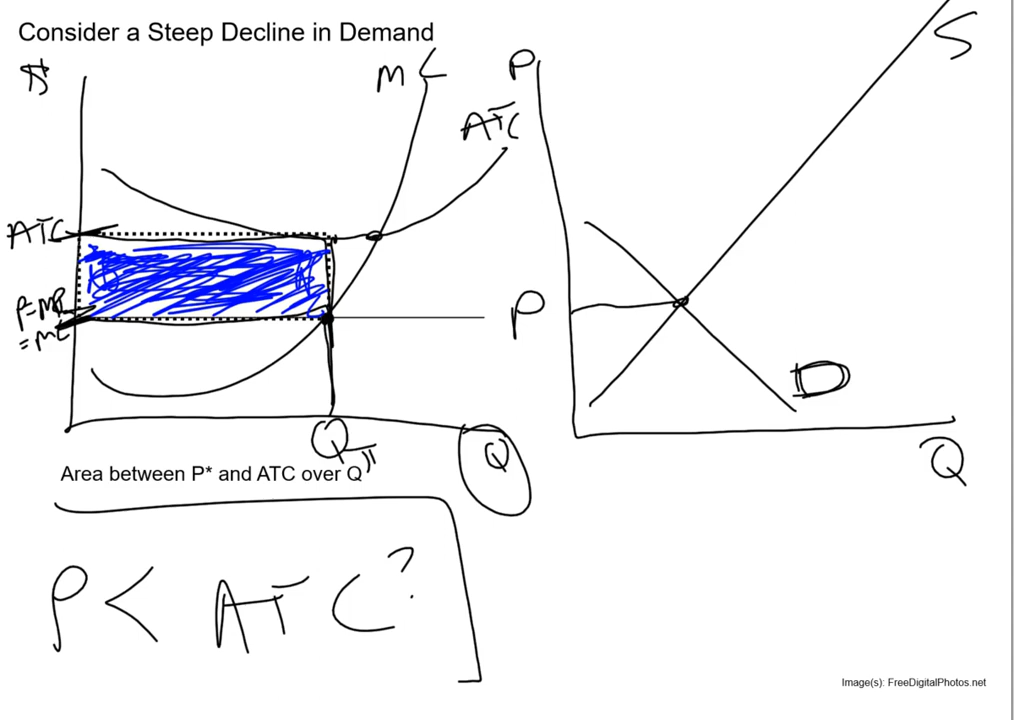 Consider a Steep Decline in Demand
$
MC
ATC
ATC
P=MR
=MC
Qπ
Q
P
S
P
D
Q
Area between P* and ATC over Q
P < ATC?
Image(s): FreeDigitalPhotos.net